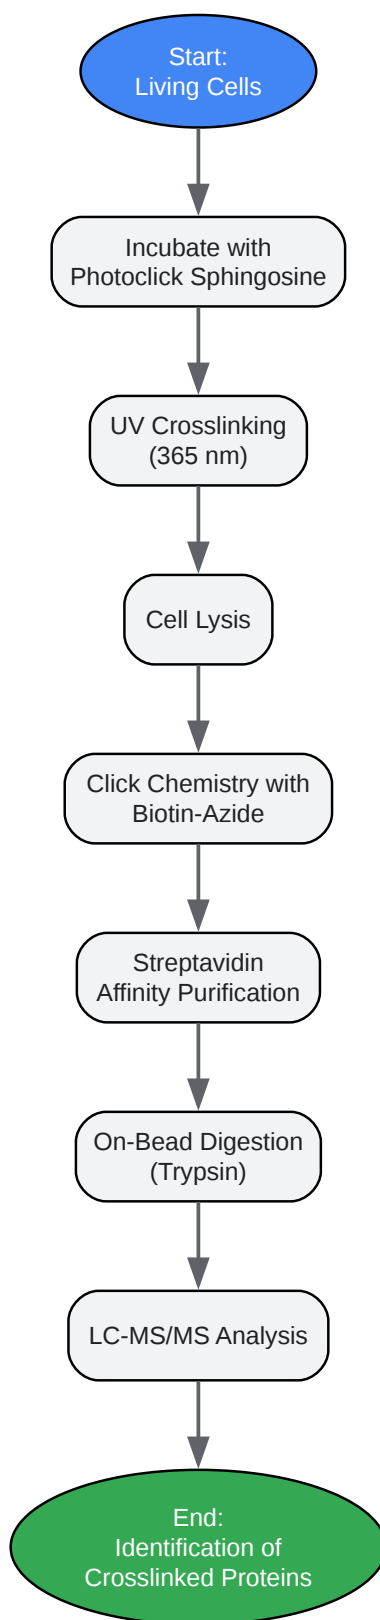 Start:
Living Cells
Incubate with
Photoclick Sphingosine
UV Crosslinking
(365 nm)
Cell Lysis
Click Chemistry with
Biotin-Azide
Streptavidin
Affinity Purification
On-Bead Digestion
(Trypsin)
LC-MS/MS Analysis
End:
Identification of
Crosslinked Proteins